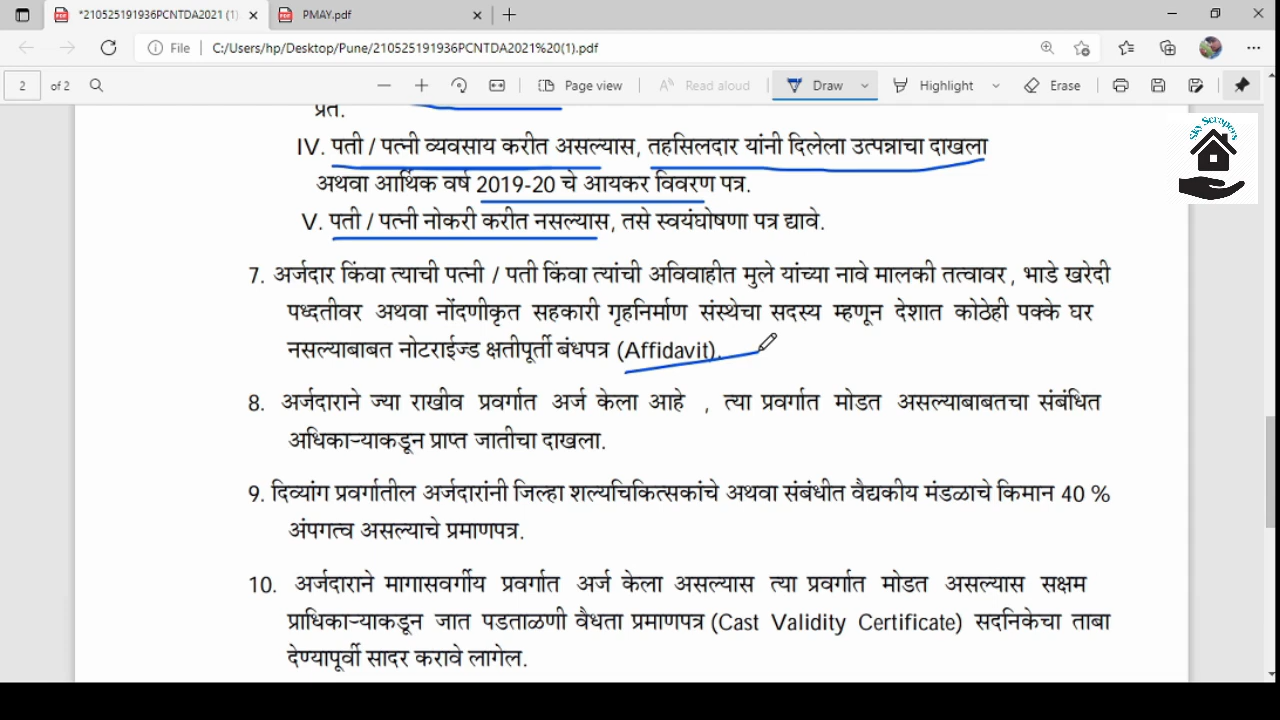 *210525191936PCNTDA2021 (1)
PMAY.pdf
File C:/Users/hp/Desktop/Pune/210525191936PCNTDA2021%20(1).pdf
2 of 2 Page view Read aloud Draw Highlight Erase
प्रत.
Sky Scrapers
IV. पती / पत्नी व्यवसाय करीत असल्यास, तहसिलदार यांनी दिलेला उत्पन्नाचा दाखला
अथवा आर्थिक वर्ष 2019-20 चे आयकर विवरण पत्र.
V. पती / पत्नी नोकरी करीत नसल्यास, तसे स्वयंघोषणा पत्र द्यावे.
7. अर्जदार किंवा त्याची पत्नी / पती किंवा त्यांची अविवाहीत मुले यांच्या नावे मालकी तत्वावर, भाडे खरेदी
पध्दतीवर अथवा नोंदणीकृत सहकारी गृहनिर्माण संस्थेचा सदस्य म्हणून देशात कोठेही पक्के घर
नसल्याबाबत नोटराईज्ड क्षतीपूर्ती बंधपत्र (Affidavit).
8. अर्जदाराने ज्या राखीव प्रवर्गात अर्ज केला आहे , त्या प्रवर्गात मोडत असल्याबाबतचा संबंधित
अधिकाऱ्याकडून प्राप्त जातीचा दाखला.
9. दिव्यांग प्रवर्गातील अर्जदारांनी जिल्हा शल्यचिकित्सकांचे अथवा संबंधीत वैद्यकीय मंडळाचे किमान 40 %
अंपगत्व असल्याचे प्रमाणपत्र.
10. अर्जदाराने मागासवर्गीय प्रवर्गात अर्ज केला असल्यास त्या प्रवर्गात मोडत असल्यास सक्षम
प्राधिकाऱ्याकडून जात पडताळणी वैधता प्रमाणपत्र (Cast Validity Certificate) सदनिकेचा ताबा
देण्यापूर्वी सादर करावे लागेल.